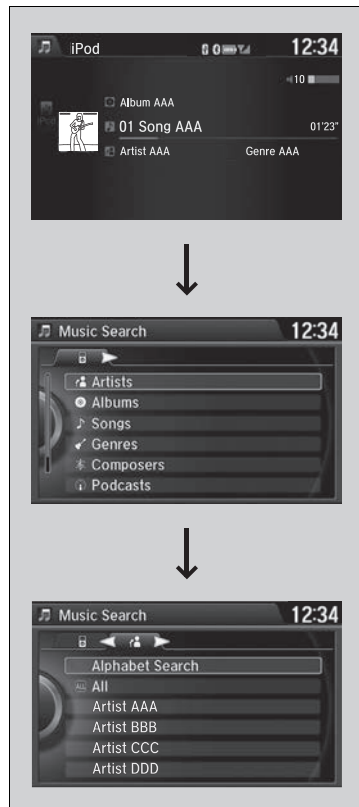 iPod 12:34
10
iPod
Album AAA
01 Song AAA 01'23"
Artist AAA Genre AAA
Music Search 12:34
Artists
Albums
Songs
Genres
Composers
Podcasts
Music Search 12:34
Alphabet Search
ALL All
Artist AAA
Artist BBB
Artist CCC
Artist DDD